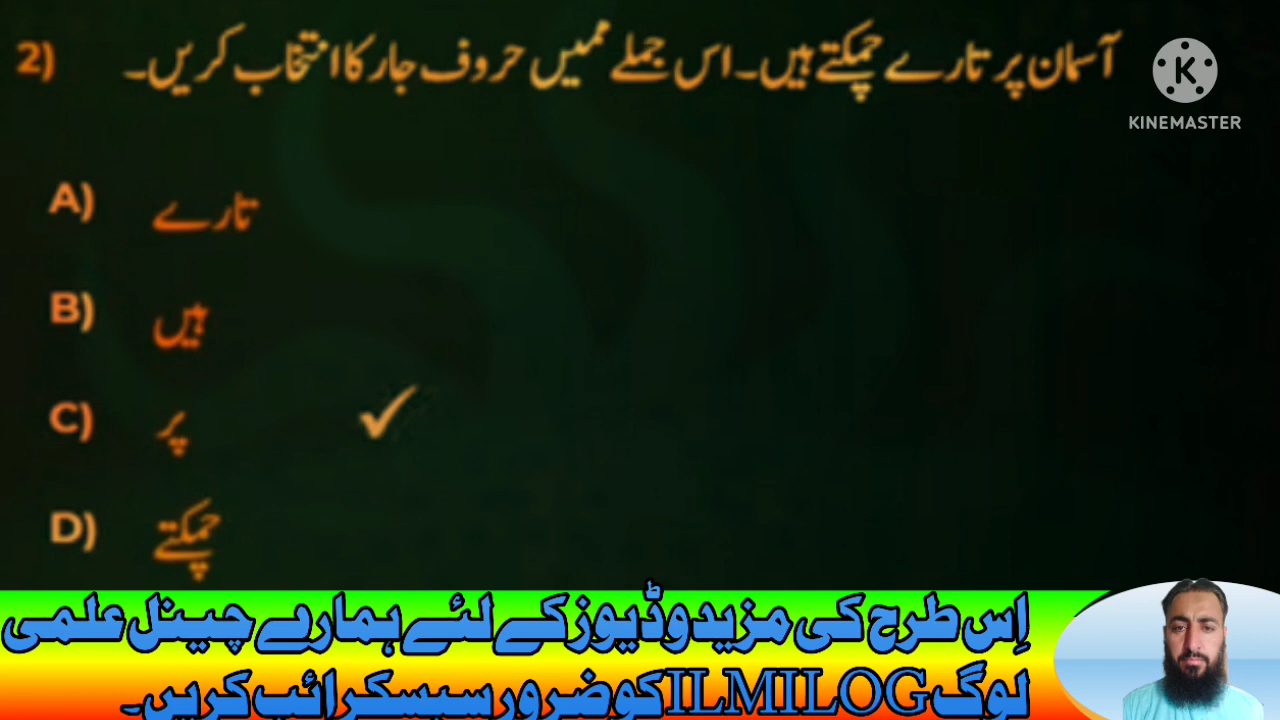 2) آسمان پر تارے چمکتے ہیں۔ اس جملے ممیں حروف جار کا انتخاب کریں۔
KINEMASTER
A) تارے
B) ہیں
C) پر ✓
D) چمکتے
اِس طرح کی مزید وڈیوز کے لئے ہمارے چینل علمی
لوگ ILMILOG کو ضرور سبسکرائب کریں۔